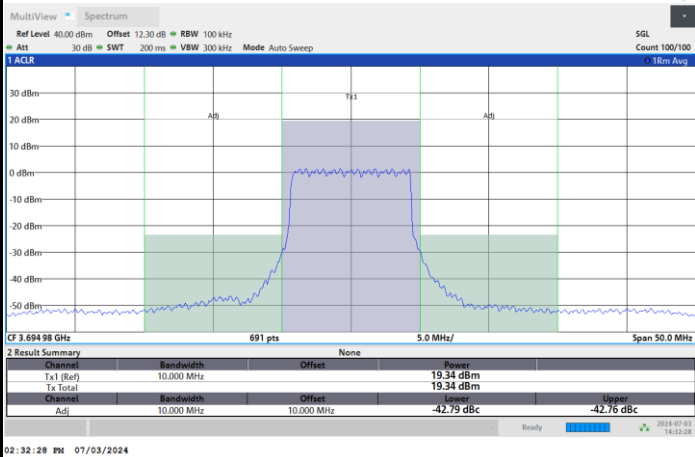 MultiView Spectrum
Ref Level 40.00 dBm Offset 12.30 dB RBW 100 kHz SGL
Att 30 dB SWT 200 ms VBW 300 kHz Mode Auto Sweep Count 100/100
1 ACLR 1Rm Avg
30 dBm
Tx1
20 dBm Adj Adj
10 dBm
0 dBm
-10 dBm
-20 dBm
-30 dBm
-40 dBm
-50 dBm
CF 3.694 98 GHz 691 pts 5.0 MHz/ Span 50.0 MHz
2 Result Summary None
Channel Bandwidth Offset Power
Tx1 (Ref) 10.000 MHz 19.34 dBm
Tx Total 19.34 dBm
Channel Bandwidth Offset Lower Upper
Adj 10.000 MHz 10.000 MHz -42.79 dBc -42.76 dBc
Ready 2024-07-03
14:32:28
02:32:28 PM 07/03/2024